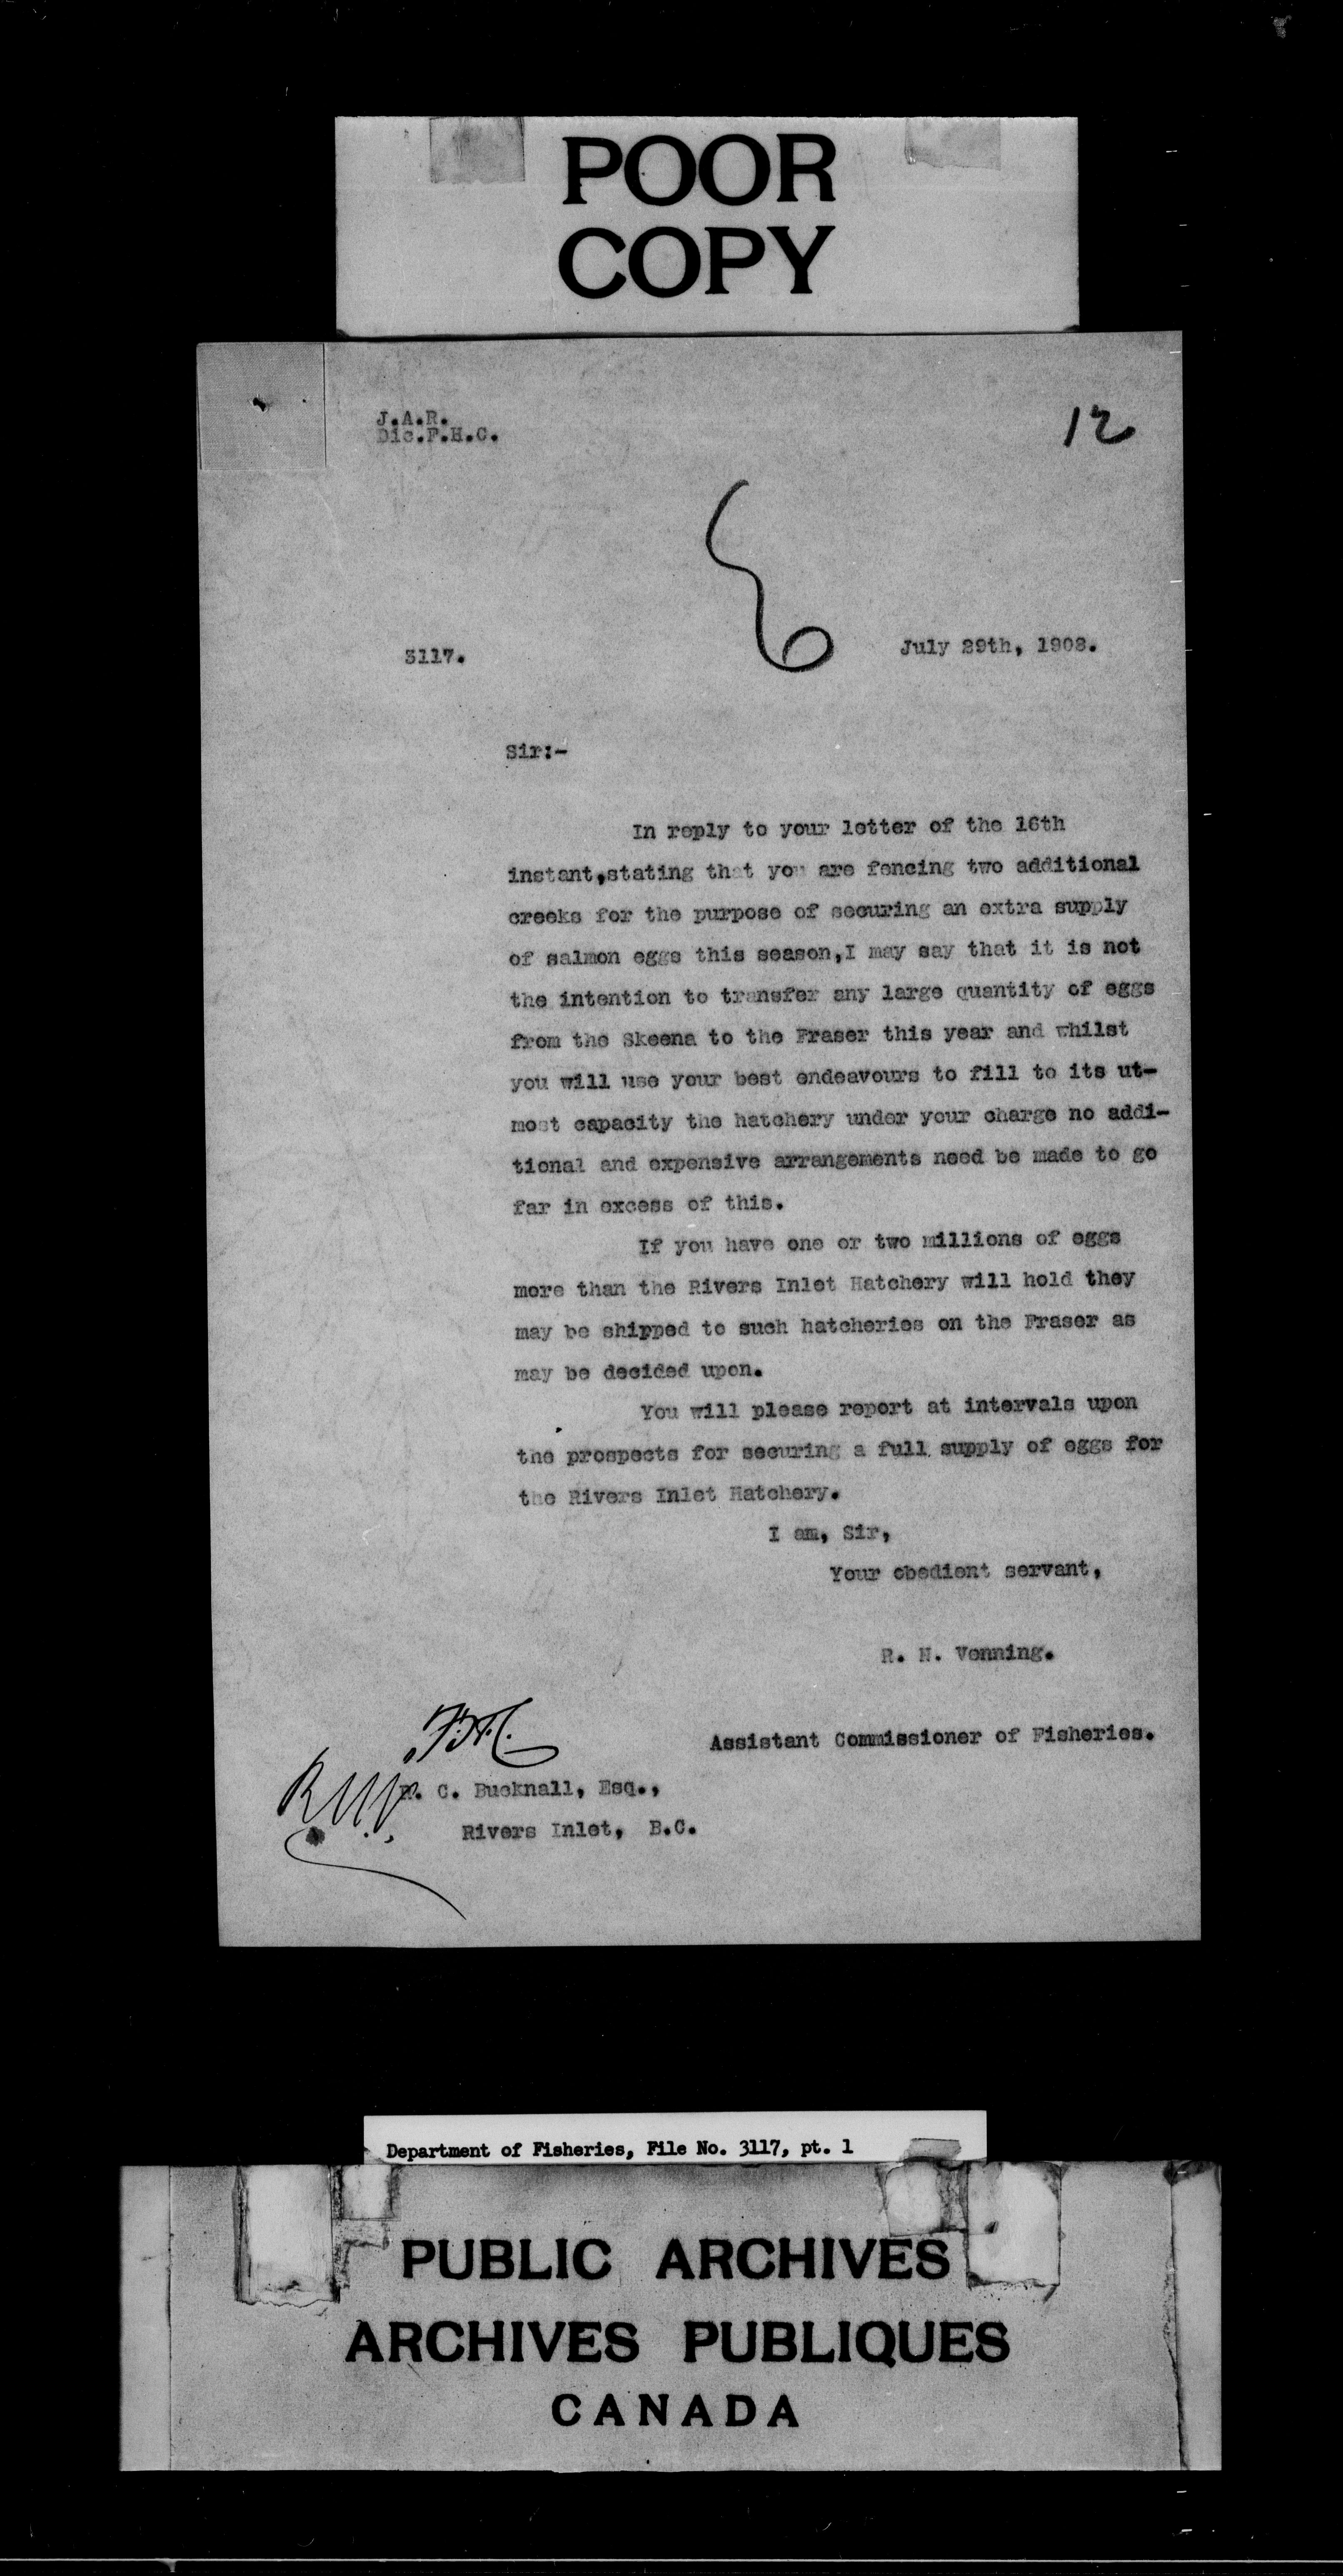 POOR
COPY
J.A.R.
Dic.F.H.C.
12
3117.
July 29th, 1908.
Sir:-
In reply to your letter of the 16th
instant,stating that you are fencing two additional
creeks for the purpose of securing an extra supply
of salmon eggs this season,I may say that it is not
the intention to transfer any large quantity of eggs
from the Skeena to the Fraser this year and whilst
you will use your best endeavours to fill to its ut-
most capacity the hatchery under your charge no addi-
tional and expensive arrangements need be made to go
far in excess of this.
If you have one or two millions of eggs
more than the Rivers Inlet Hatchery will hold they
may be shipped to such hatcheries on the Fraser as
may be decided upon.
You will please report at intervals upon
the prospects for securing a full supply of eggs for
the Rivers Inlet Hatchery.
I am, Sir,
Your obedient servant,
R. N. Venning.
Assistant Commissioner of Fisheries.
C. Bucknall, Esq.,
Rivers Inlet, B.C.
Department of Fisheries, File No. 3117, pt. 1
PUBLIC ARCHIVES
ARCHIVES PUBLIQUES
CANADA